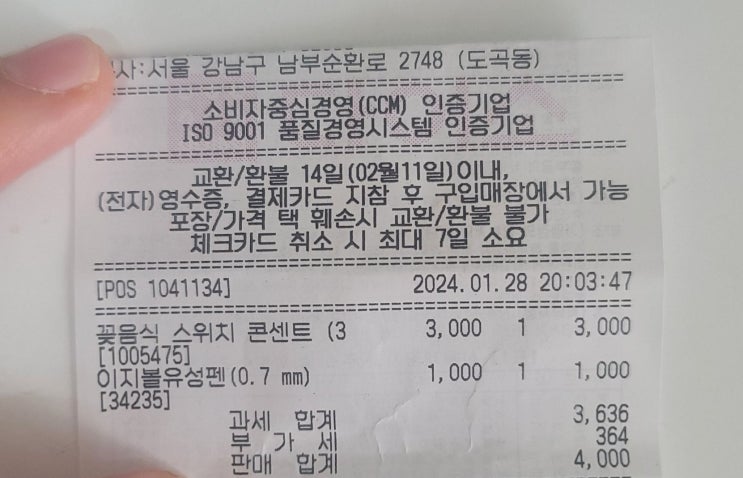 사:서울 강남구 남부순환로 2748 (도곡동)
소비자중심경영(CCM) 인증기업
ISO 9001 품질경영시스템 인증기업
교환/환불 14일(02월11일)이내,
(전자)영수증, 결제카드 지참 후 구입매장에서 가능
포장/가격 택 훼손시 교환/환불 불가
체크카드 취소 시 최대 7일 소요
[POS 1041134] 2024.01.28 20:03:47
꽂음식 스위치 콘센트 (3 3,000 1 3,000
[1005475]
이지볼유성펜(0.7 mm) 1,000 1 1,000
[34235]
과세 합계 3,636
부 가 세 364
판매 합계 4,000